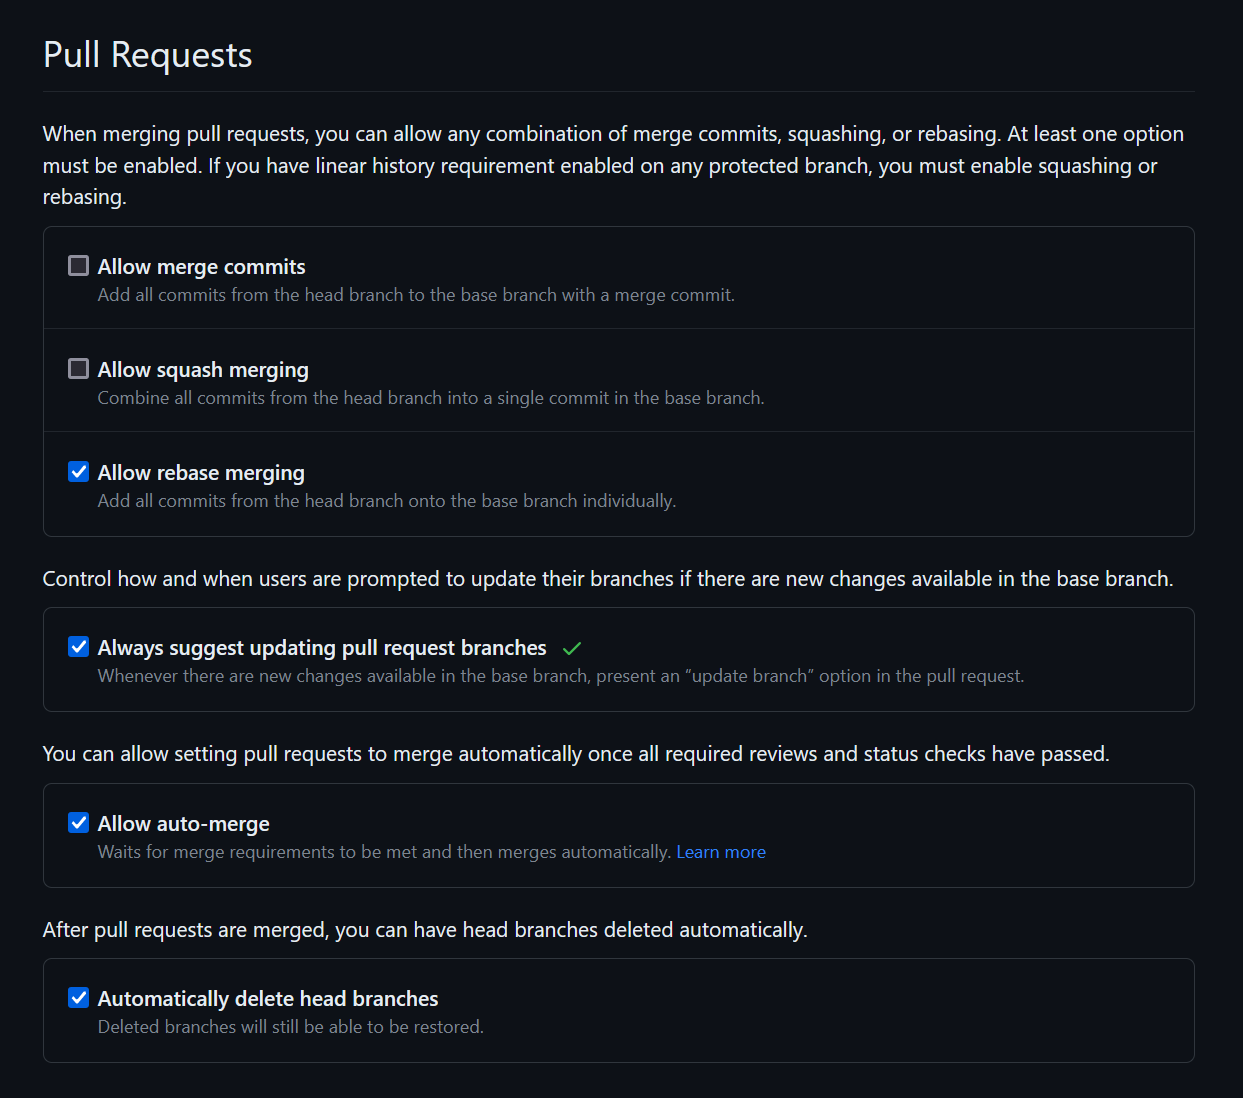 Pull Requests
When merging pull requests, you can allow any combination of merge commits, squashing, or rebasing. At least one option
must be enabled. If you have linear history requirement enabled on any protected branch, you must enable squashing or
rebasing.
Allow merge commits
Add all commits from the head branch to the base branch with a merge commit.
Allow squash merging
Combine all commits from the head branch into a single commit in the base branch.
Allow rebase merging
Add all commits from the head branch onto the base branch individually.
Control how and when users are prompted to update their branches if there are new changes available in the base branch.
Always suggest updating pull request branches
Whenever there are new changes available in the base branch, present an “update branch” option in the pull request.
You can allow setting pull requests to merge automatically once all required reviews and status checks have passed.
Allow auto-merge
Waits for merge requirements to be met and then merges automatically. Learn more
After pull requests are merged, you can have head branches deleted automatically.
Automatically delete head branches
Deleted branches will still be able to be restored.